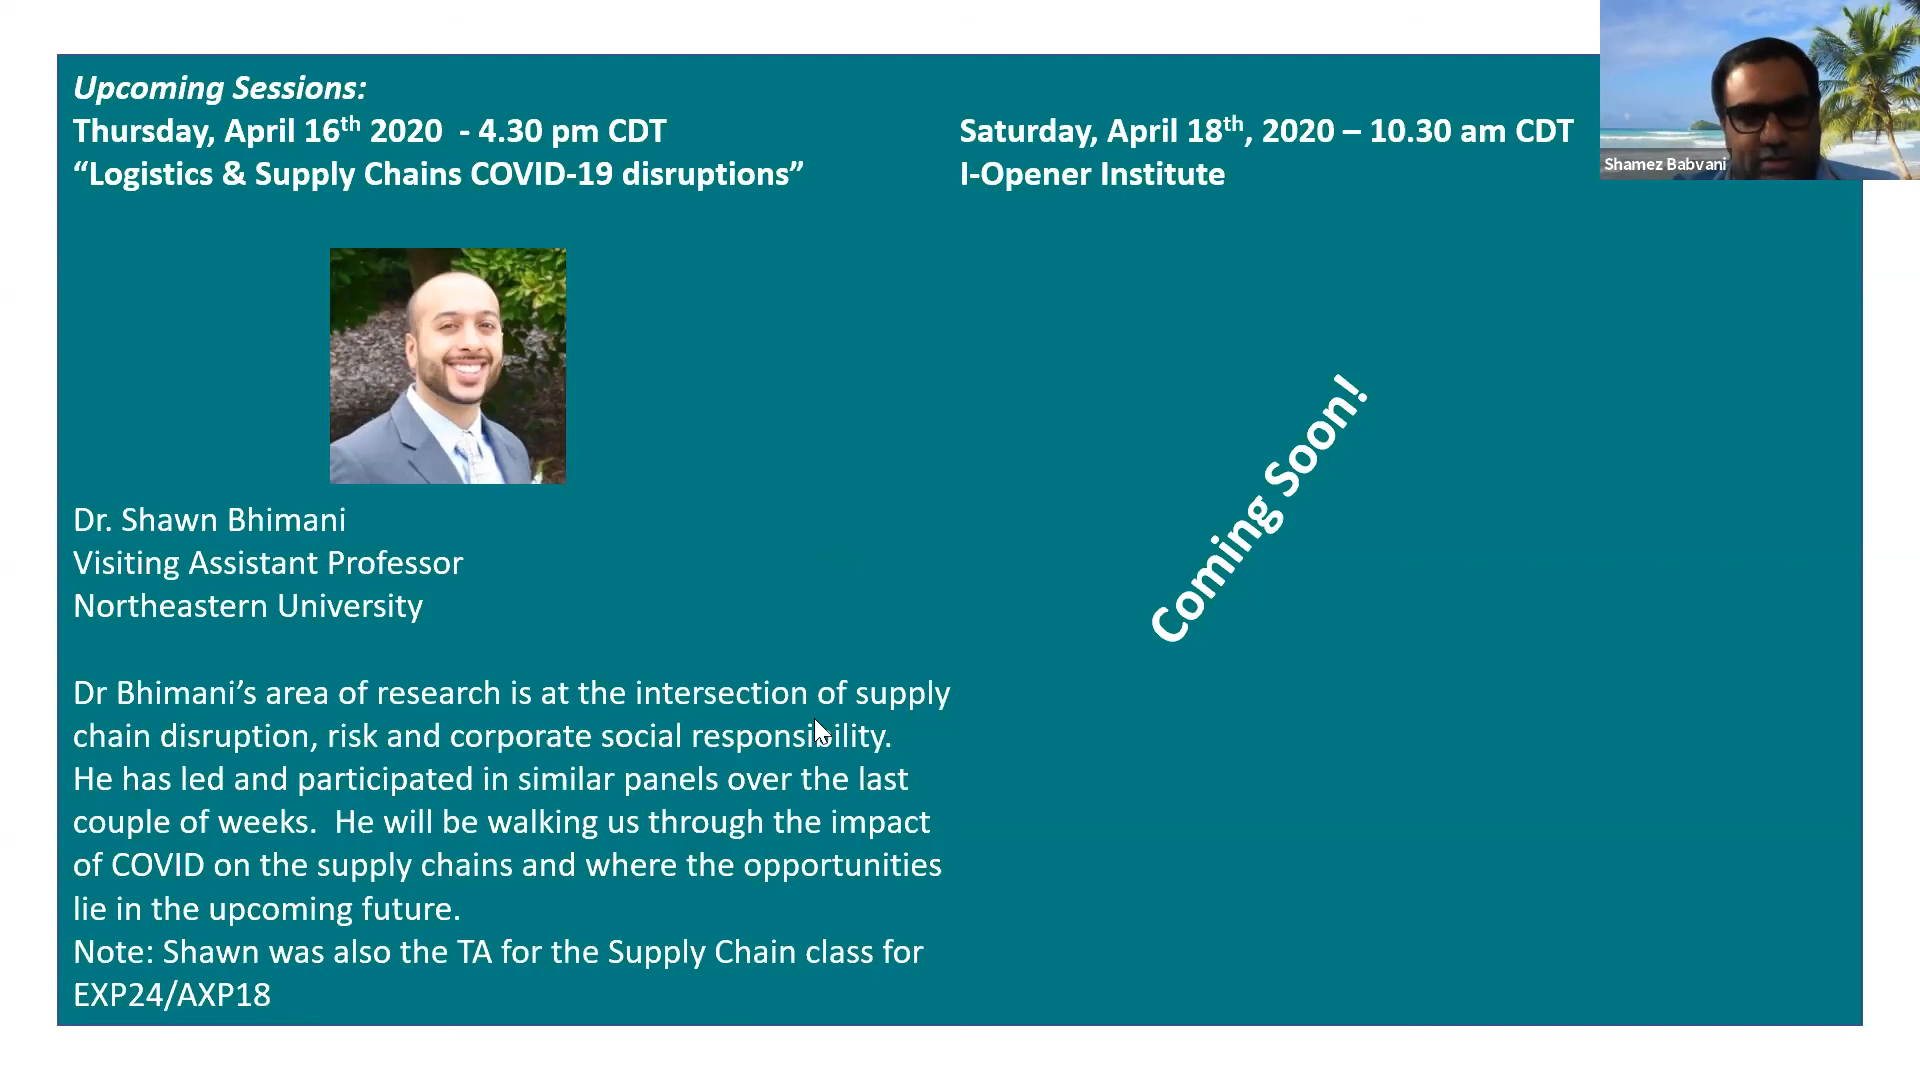 Upcoming Sessions:
Thursday, April 16th 2020  - 4.30 pm CDT
“Logistics & Supply Chains COVID-19 disruptions”
Saturday, April 18th, 2020 – 10.30 am CDT
I-Opener Institute
Shamez Babvani
Coming Soon!
Dr. Shawn Bhimani
Visiting Assistant Professor
Northeastern University
Dr Bhimani’s area of research is at the intersection of supply
chain disruption, risk and corporate social responsibility.
He has led and participated in similar panels over the last
couple of weeks.  He will be walking us through the impact
of COVID on the supply chains and where the opportunities
lie in the upcoming future.
Note: Shawn was also the TA for the Supply Chain class for
EXP24/AXP18